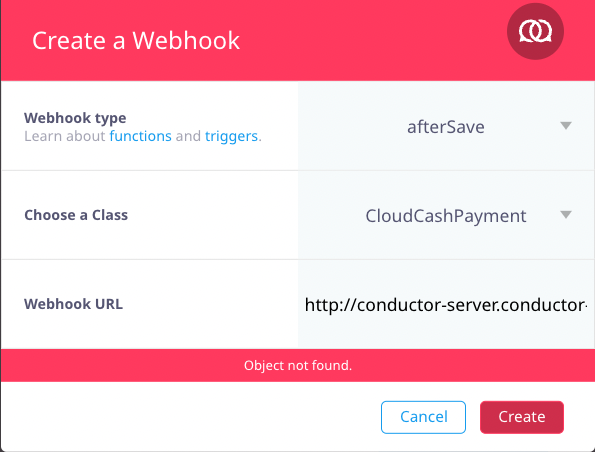 Create a Webhook
Webhook type
Learn about functions and triggers.
afterSave
Choose a Class
CloudCashPayment
Webhook URL
http://conductor-server.conductor-
Object not found.
Cancel
Create